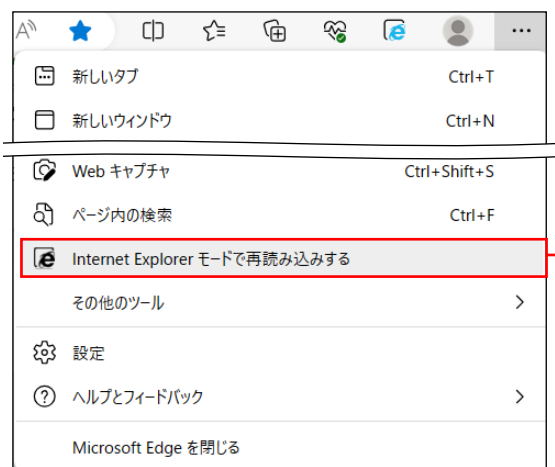 A
新しいタブ Ctrl+T
新しいウィンドウ Ctrl+N
Web キャプチャ Ctrl+Shift+S
ページ内の検索 Ctrl+F
Internet Explorer モードで再読み込みする
その他のツール
設定
ヘルプとフィードバック
Microsoft Edge を閉じる